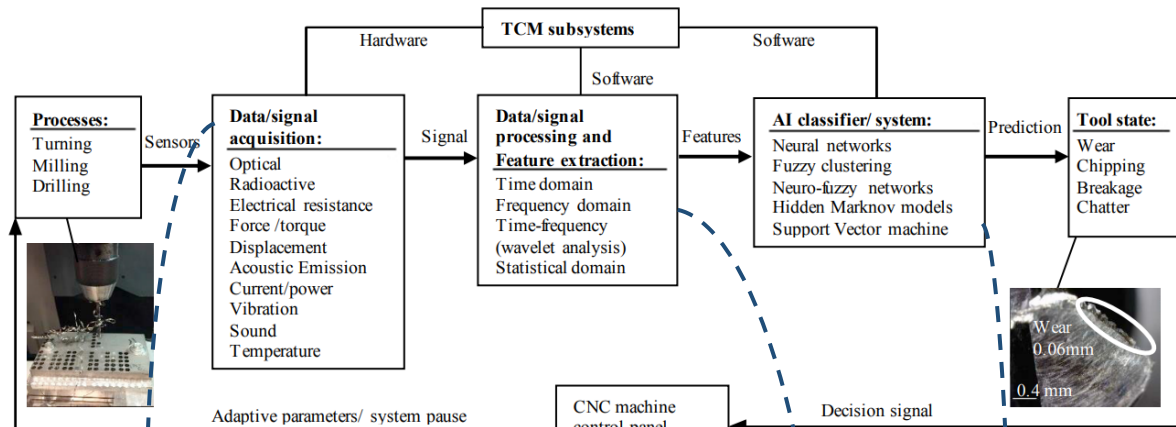 TCM subsystems
Hardware
Software
Software
Processes:
Turning
Milling
Drilling
Sensors
Data/signal
acquisition:
Optical
Radioactive
Electrical resistance
Force /torque
Displacement
Acoustic Emission
Current/power
Vibration
Sound
Temperature
Signal
Data/signal
processing and
Feature extraction:
Time domain
Frequency domain
Time-frequency
(wavelet analysis)
Statistical domain
Features
AI classifier/ system:
Neural networks
Fuzzy clustering
Neuro-fuzzy networks
Hidden Marknov models
Support Vector machine
Prediction
Tool state:
Wear
Chipping
Breakage
Chatter
Wear
0.06mm
0.4 mm
Adaptive parameters/ system pause
CNC machine
control panel
Decision signal